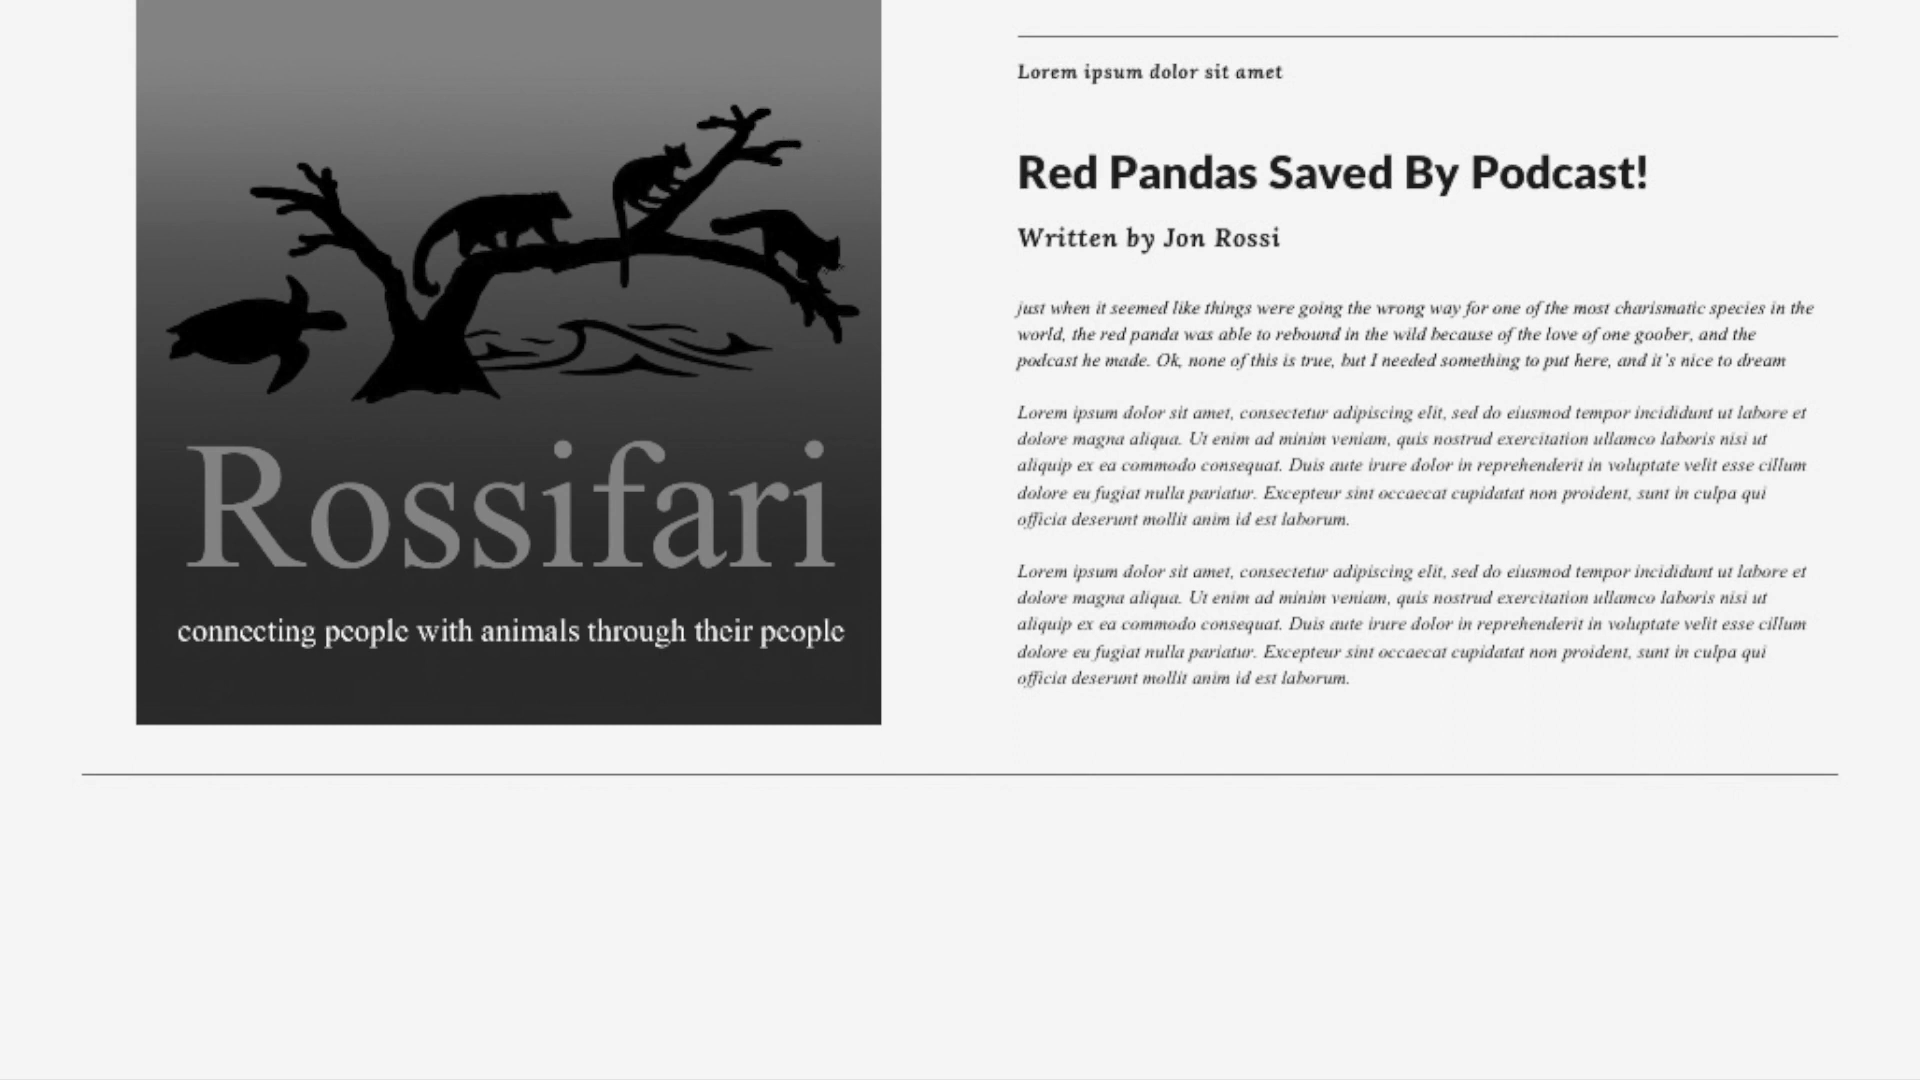 Rossifari
connecting people with animals through their people
Lorem ipsum dolor sit amet
Red Pandas Saved By Podcast!
Written by Jon Rossi
just when it seemed like things were going the wrong way for one of the most charismatic species in the
world, the red panda was able to rebound in the wild because of the love of one goober, and the
podcast he made. Ok, none of this is true, but I needed something to put here, and it's nice to dream
Lorem ipsum dolor sit amet, consectetur adipiscing elit, sed do eiusmod tempor incididunt ut labore et
dolore magna aliqua. Ut enim ad minim veniam, quis nostrud exercitation ullamco laboris nisi ut
aliquip ex ea commodo consequat. Duis aute irure dolor in reprehenderit in voluptate velit esse cillum
dolore eu fugiat nulla pariatur. Excepteur sint occaecat cupidatat non proident, sunt in culpa qui
officia deserunt mollit anim id est laborum.
Lorem ipsum dolor sit amet, consectetur adipiscing elit, sed do eiusmod tempor incididunt ut labore et
dolore magna aliqua. Ut enim ad minim veniam, quis nostrud exercitation ullamco laboris nisi ut
aliquip ex ea commodo consequat. Duis aute irure dolor in reprehenderit in voluptate velit esse cillum
dolore eu fugiat nulla pariatur. Excepteur sint occaecat cupidatat non proident, sunt in culpa qui
officia deserunt mollit anim id est laborum.